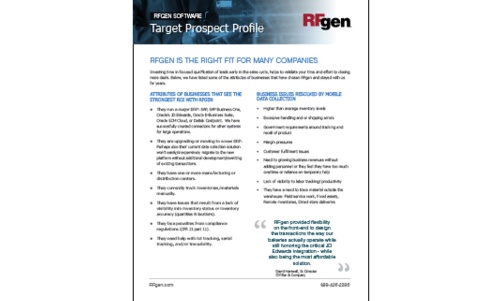 RFGEN SOFTWARE
Target Prospect Profile
RFgen
RFGEN IS THE RIGHT FIT FOR MANY COMPANIES
Investing time in focused qualification of leads early in the sales cycle, helps to validate your time and effort in closing
more deals. Below, we have listed some of the attributes of businesses that have chosen RFgen and stayed with us
for years.
ATTRIBUTES OF BUSINESSES THAT SEE THE
STRONGEST ROI WITH RFGEN
They run a major ERP: SAP, SAP Business One,
Oracle's JD Edwards, Oracle E-Business Suite,
Oracle SCM Cloud, or Deltek Costpoint. We have
successfully created connectors for other systems
for large operations.
They are upgrading or moving to a new ERP.
Perhaps also their current data collection solution
won't easily/inexpensively migrate to the new
platform without additional development/rewriting
of existing transactions.
They have one or more manufacturing or
distribution centers.
They currently track inventories/materials
manually.
They have issues that result from a lack of
visibility into inventory status or inventory
accuracy (quantities & locations).
They face penalties from compliance
regulations (CFR 21 part 11).
They need help with lot tracking, serial
tracking, and/or traceability.
BUSINESS ISSUES RESOLVED BY MOBILE
DATA COLLECTION
Higher than average inventory levels
Excessive handling and/or shipping errors
Government requirements around tracking and
recall of product
Margin pressures
Customer fulfillment issues
Need to growing business revenues without
adding personnel or they feel they have too much
overtime or reliance on temporary help
Lack of visibility to labor tracking/productivity
They have a need to move material outside the
warehouse: Field service work, Fixed assets,
Remote inventories, Direct store deliveries
“ RFgen provided flexibility
on the front-end to design
the transactions the way our
bakeries actually operate while
still honoring the critical JD
Edwards integration - while
also being the most affordable
solution. ”
RFgen.com